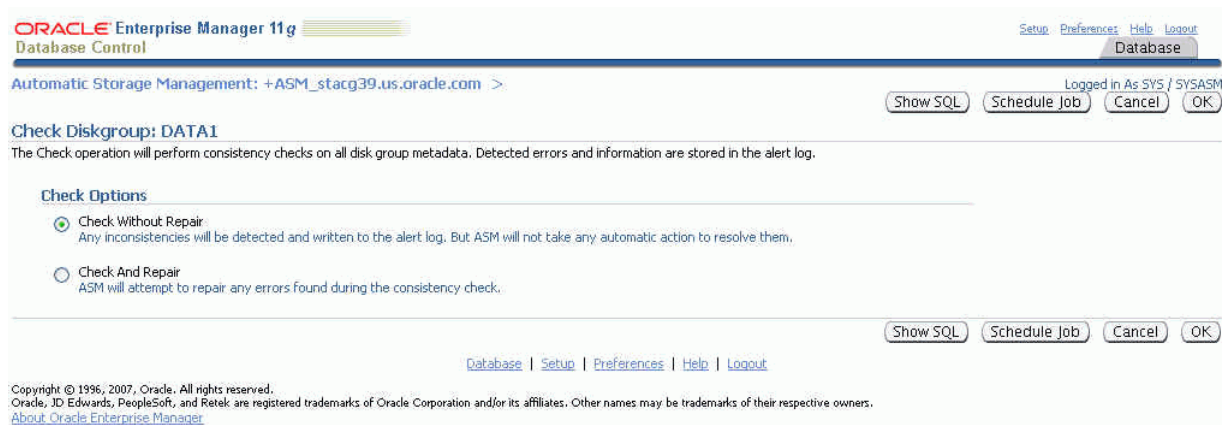 ORACLE Enterprise Manager 11g
Database Control
Setup Preferences Help Logout
Database
Automatic Storage Management: +ASM_stacg39.us.oracle.com >
Logged in As SYS / SYSASM
Show SQL Schedule Job Cancel OK
Check Diskgroup: DATA1
The Check operation will perform consistency checks on all disk group metadata. Detected errors and information are stored in the alert log.
Check Options
Check Without Repair
Any inconsistencies will be detected and written to the alert log. But ASM will not take any automatic action to resolve them.
Check And Repair
ASM will attempt to repair any errors found during the consistency check.
Show SQL Schedule Job Cancel OK
Database | Setup | Preferences | Help | Logout
Copyright © 1996, 2007, Oracle. All rights reserved.
Oracle, JD Edwards, PeopleSoft, and Retek are registered trademarks of Oracle Corporation and/or its affiliates. Other names may be trademarks of their respective owners.
About Oracle Enterprise Manager